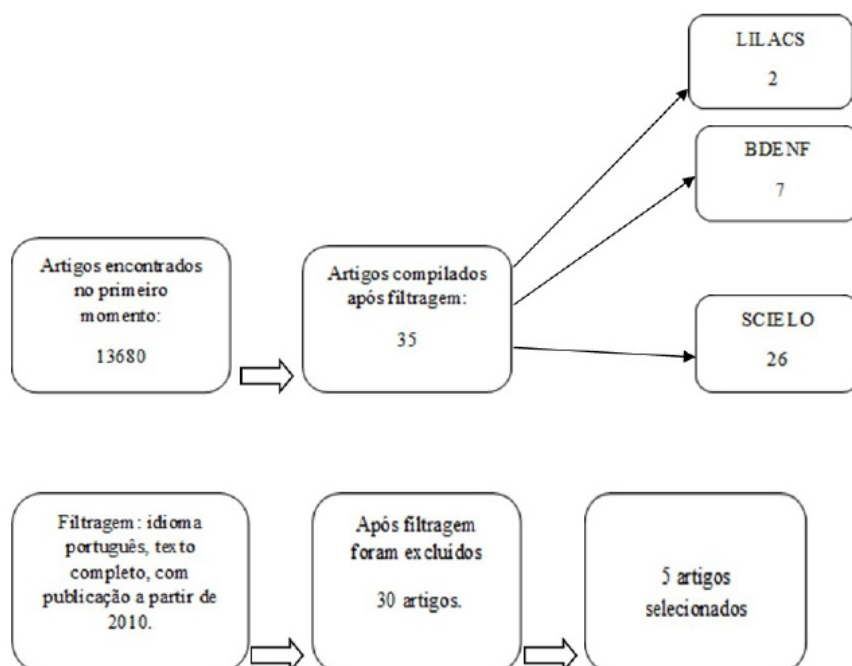 LILACS
2
BDENF
7
Artigos encontrados
no primeiro
momento:
13680
Artigos compilados
após filtragem:
35
SCIELO
26
Filtragem: idioma
português, texto
completo, com
publicação a partir de
2010.
Após filtragem
foram excluidos
30 artigos.
5 artigos
selecionados